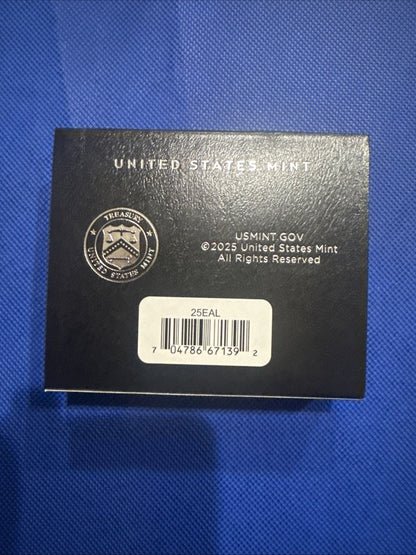 UNITED STATES MINT
TREASURY
UNITED STATES MINT
USMINT.GOV
©2025 United States Mint
All Rights Reserved
25EAL
7 04786 67139 2